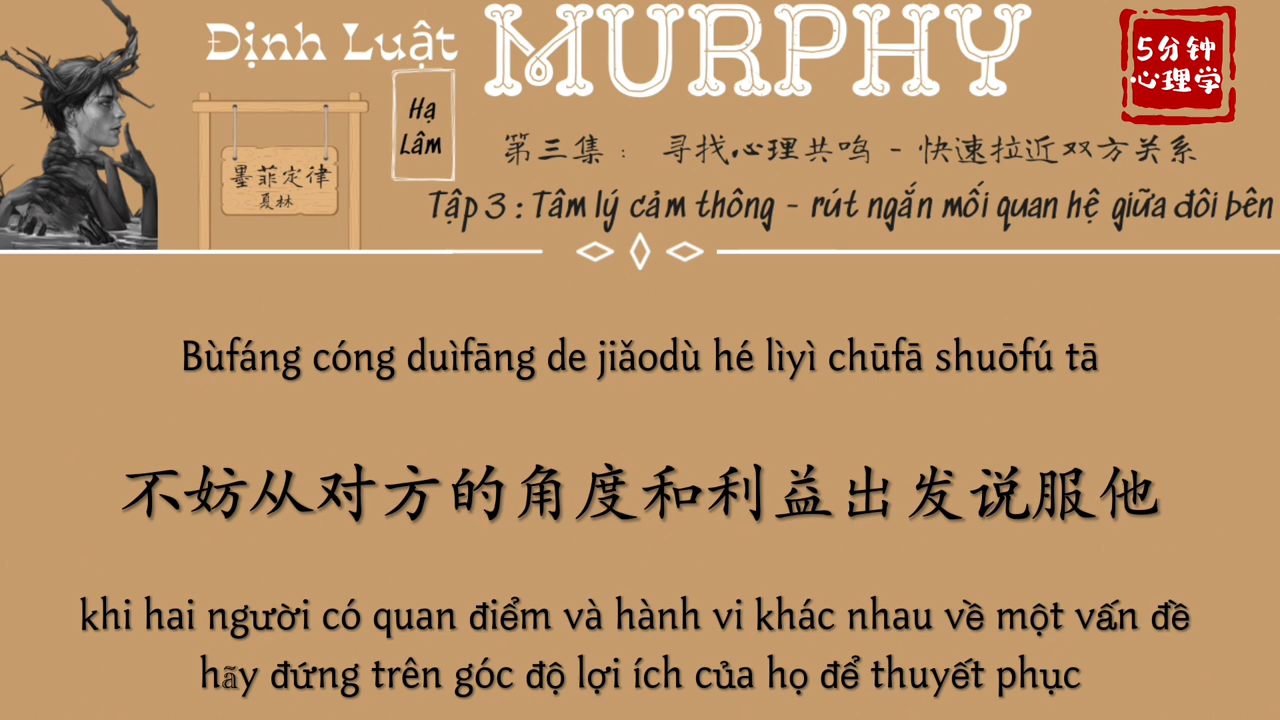 Định Luật MURPHY
5分钟
心理学
Hạ
Lâm
墨菲定律
夏林
第三集： 寻找心理共鸣 - 快速拉近双方关系
Tập 3 : Tâm lý cảm thông - rút ngắn mối quan hệ giữa đôi bên
Bùfáng cóng duìfāng de jiǎodù hé lìyì chūfā shuōfú tā
不妨从对方的角度和利益出发说服他
khi hai người có quan điểm và hành vi khác nhau về một vấn đề
hãy đứng trên góc độ lợi ích của họ để thuyết phục